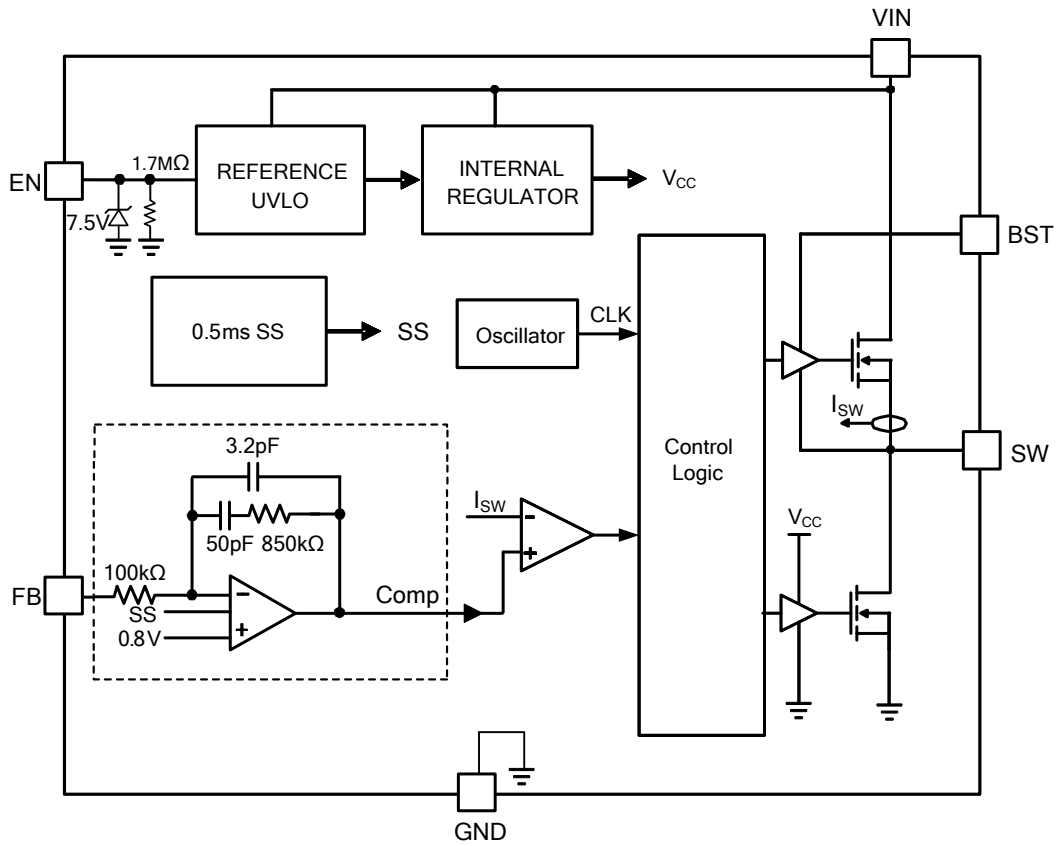 VIN
EN
1.7MΩ
7.5V
REFERENCE
UVLO
INTERNAL
REGULATOR
VCC
BST
0.5ms SS
SS
Oscillator
CLK
Control
Logic
ISW
SW
3.2pF
50pF 850kΩ
ISW
-
+
VCC
FB
100kΩ
SS
0.8V
-
+
Comp
GND